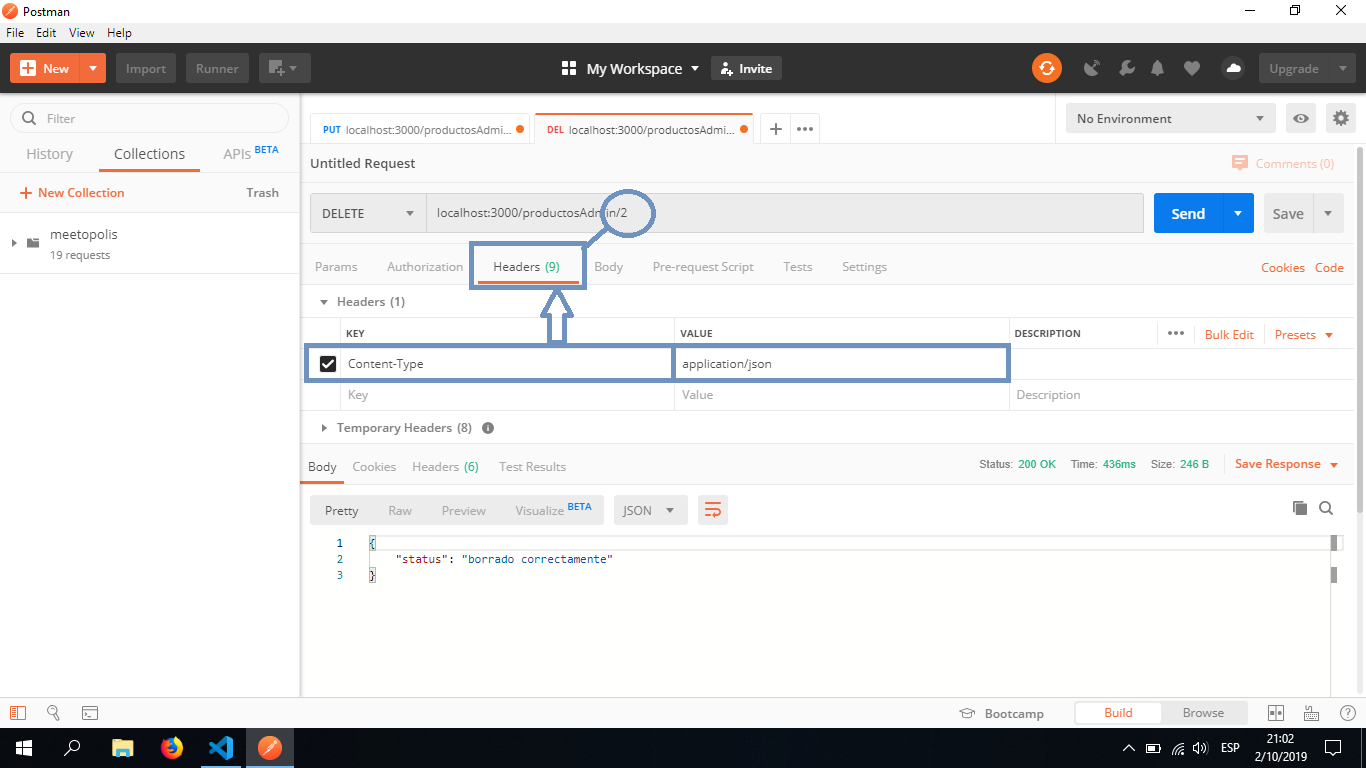 Postman
File Edit View Help
New Import Runner My Workspace Invite Upgrade
Filter
History Collections APIs BETA
New Collection Trash
meetopolis
19 requests
PUT localhost:3000/productosAdmi... DEL localhost:3000/productosAdmi... No Environment
Untitled Request Comments (0)
DELETE localhost:3000/productosAdmin/2 Send Save
Params Authorization Headers (9) Body Pre-request Script Tests Settings Cookies Code
Headers (1)
KEY VALUE DESCRIPTION Bulk Edit Presets
Content-Type application/json
Key Value Description
Temporary Headers (8)
Body Cookies Headers (6) Test Results Status: 200 OK Time: 436ms Size: 246 B Save Response
Pretty Raw Preview Visualize BETA JSON
1 {
2 "status": "borrado correctamente"
3 }
Bootcamp Build Browse
ESP 21:02
2/10/2019